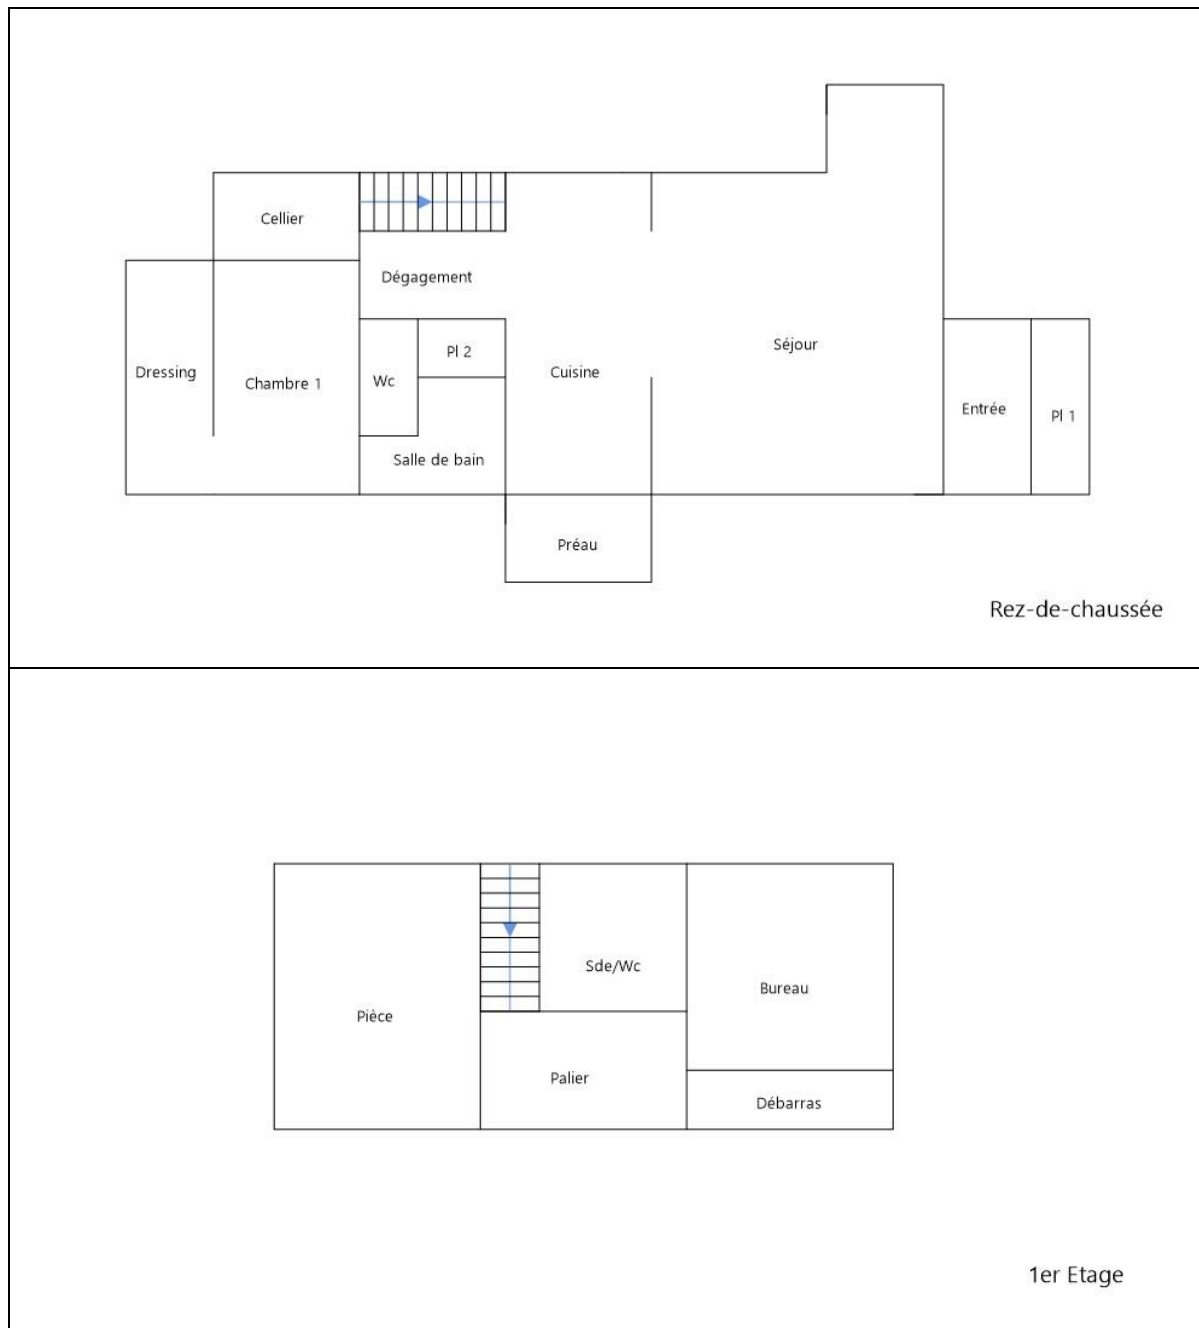 Cellier
Dégagement
Séjour
Pl 2
Dressing
Chambre 1
Wc
Cuisine
Entrée
Pl 1
Salle de bain
Préau
Rez-de-chaussée
Sde/Wc
Bureau
Pièce
Palier
Débarras
1er Etage